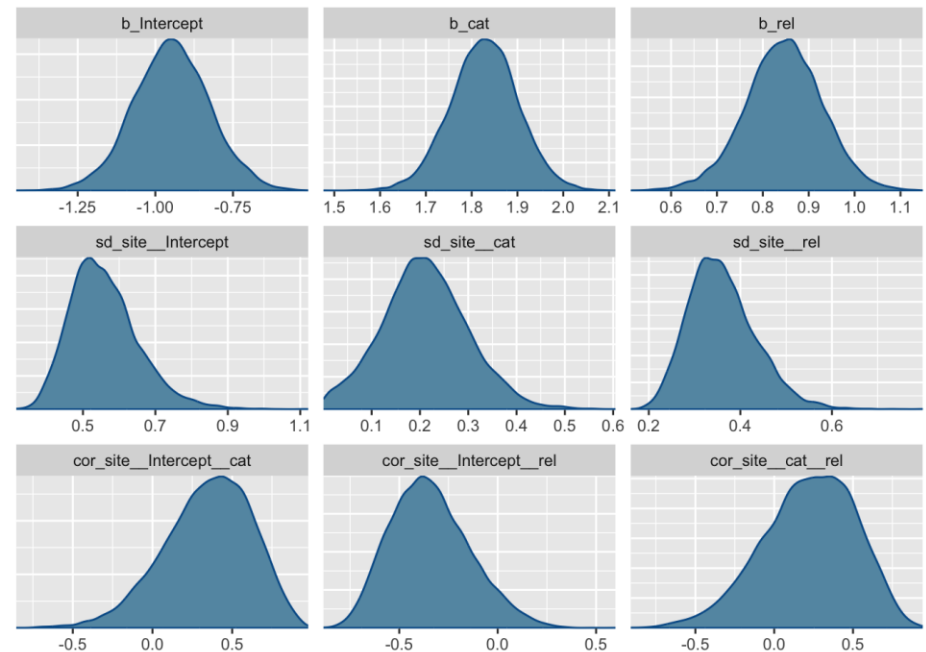 b_Intercept b_cat b_rel
-1.25 -1.00 -0.75 1.5 1.6 1.7 1.8 1.9 2.0 2.1 0.6 0.7 0.8 0.9 1.0 1.1
sd_site__Intercept sd_site__cat sd_site__rel
0.5 0.7 0.9 1.1 0.1 0.2 0.3 0.4 0.5 0.6 0.2 0.4 0.6
cor_site__Intercept__cat cor_site__Intercept__rel cor_site__cat__rel
-0.5 0.0 0.5 -0.5 0.0 0.5 -0.5 0.0 0.5